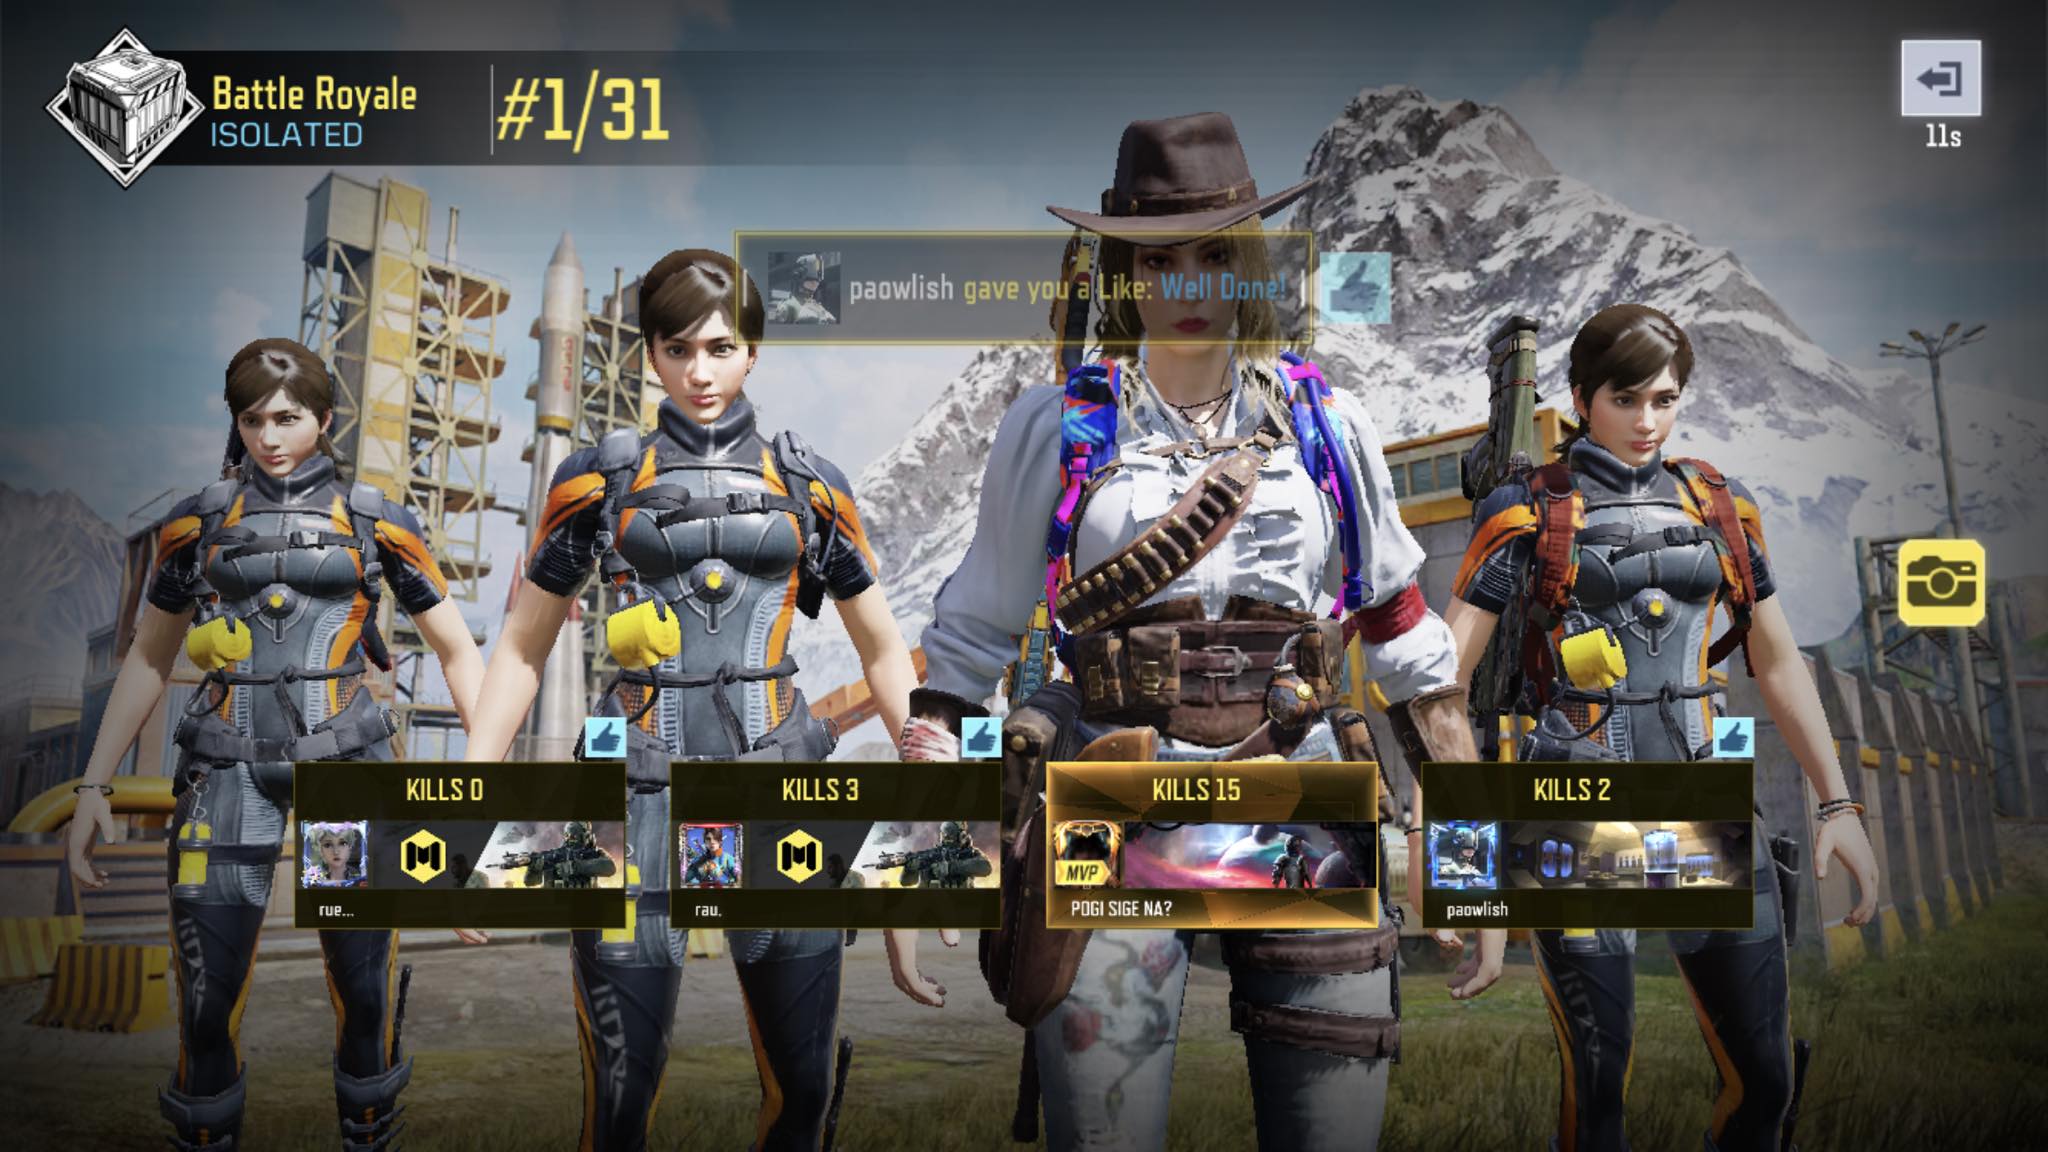 Battle Royale
ISOLATED
#1/31
11s
paowlish gave you a Like: Well Done!
KILLS 0
rue...
KILLS 3
rau.
KILLS 15
MVP
POGI SIGE NA?
KILLS 2
paowlish